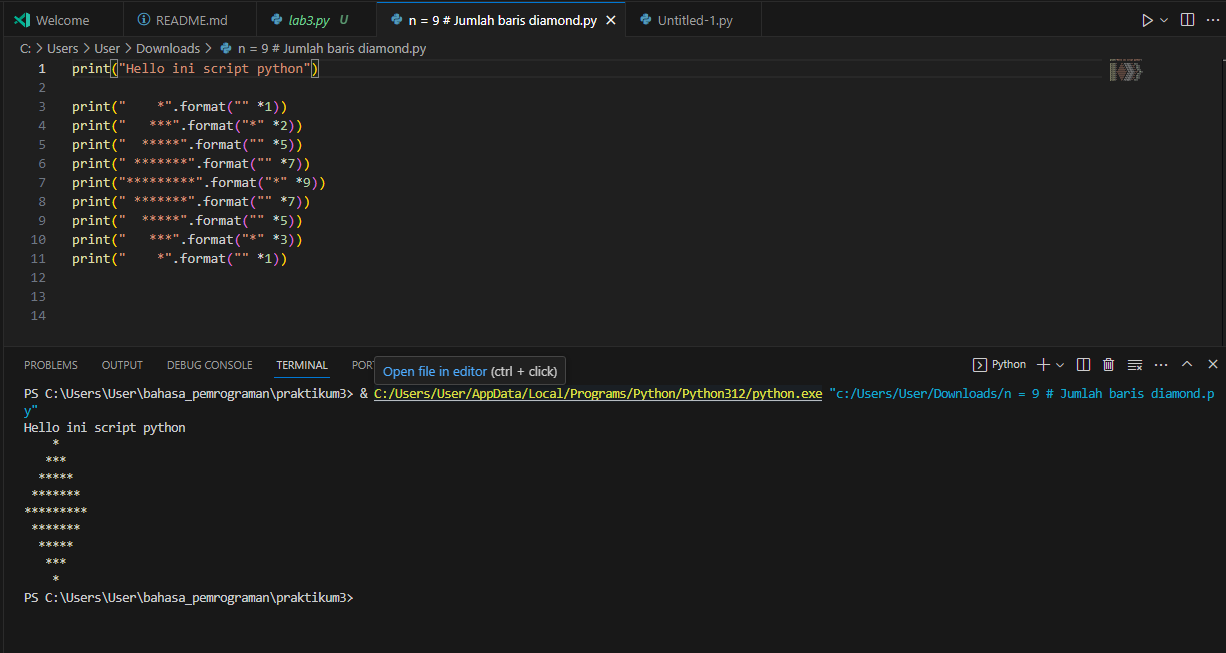 Welcome README.md lab3.py U n = 9 # Jumlah baris diamond.py Untitled-1.py
C: > Users > User > Downloads > n = 9 # Jumlah baris diamond.py
1 print("Hello ini script python")
2
3 print("    *".format("" *1))
4 print("   ***".format("*" *2))
5 print("  *****".format("" *5))
6 print(" *******".format("" *7))
7 print("*********".format("*" *9))
8 print(" *******".format("" *7))
9 print("  *****".format("" *5))
10 print("   ***".format("*" *3))
11 print("    *".format("" *1))
12
13
14
PROBLEMS OUTPUT DEBUG CONSOLE TERMINAL POR Open file in editor (ctrl + click) Python
PS C:\Users\User\bahasa_pemrograman\praktikum3> & C:/Users/User/AppData/Local/Programs/Python/Python312/python.exe "c:/Users/User/Downloads/n = 9 # Jumlah baris diamond.p
y"
Hello ini script python
    *
   ***
  *****
 *******
*********
 *******
  *****
   ***
    *
PS C:\Users\User\bahasa_pemrograman\praktikum3>